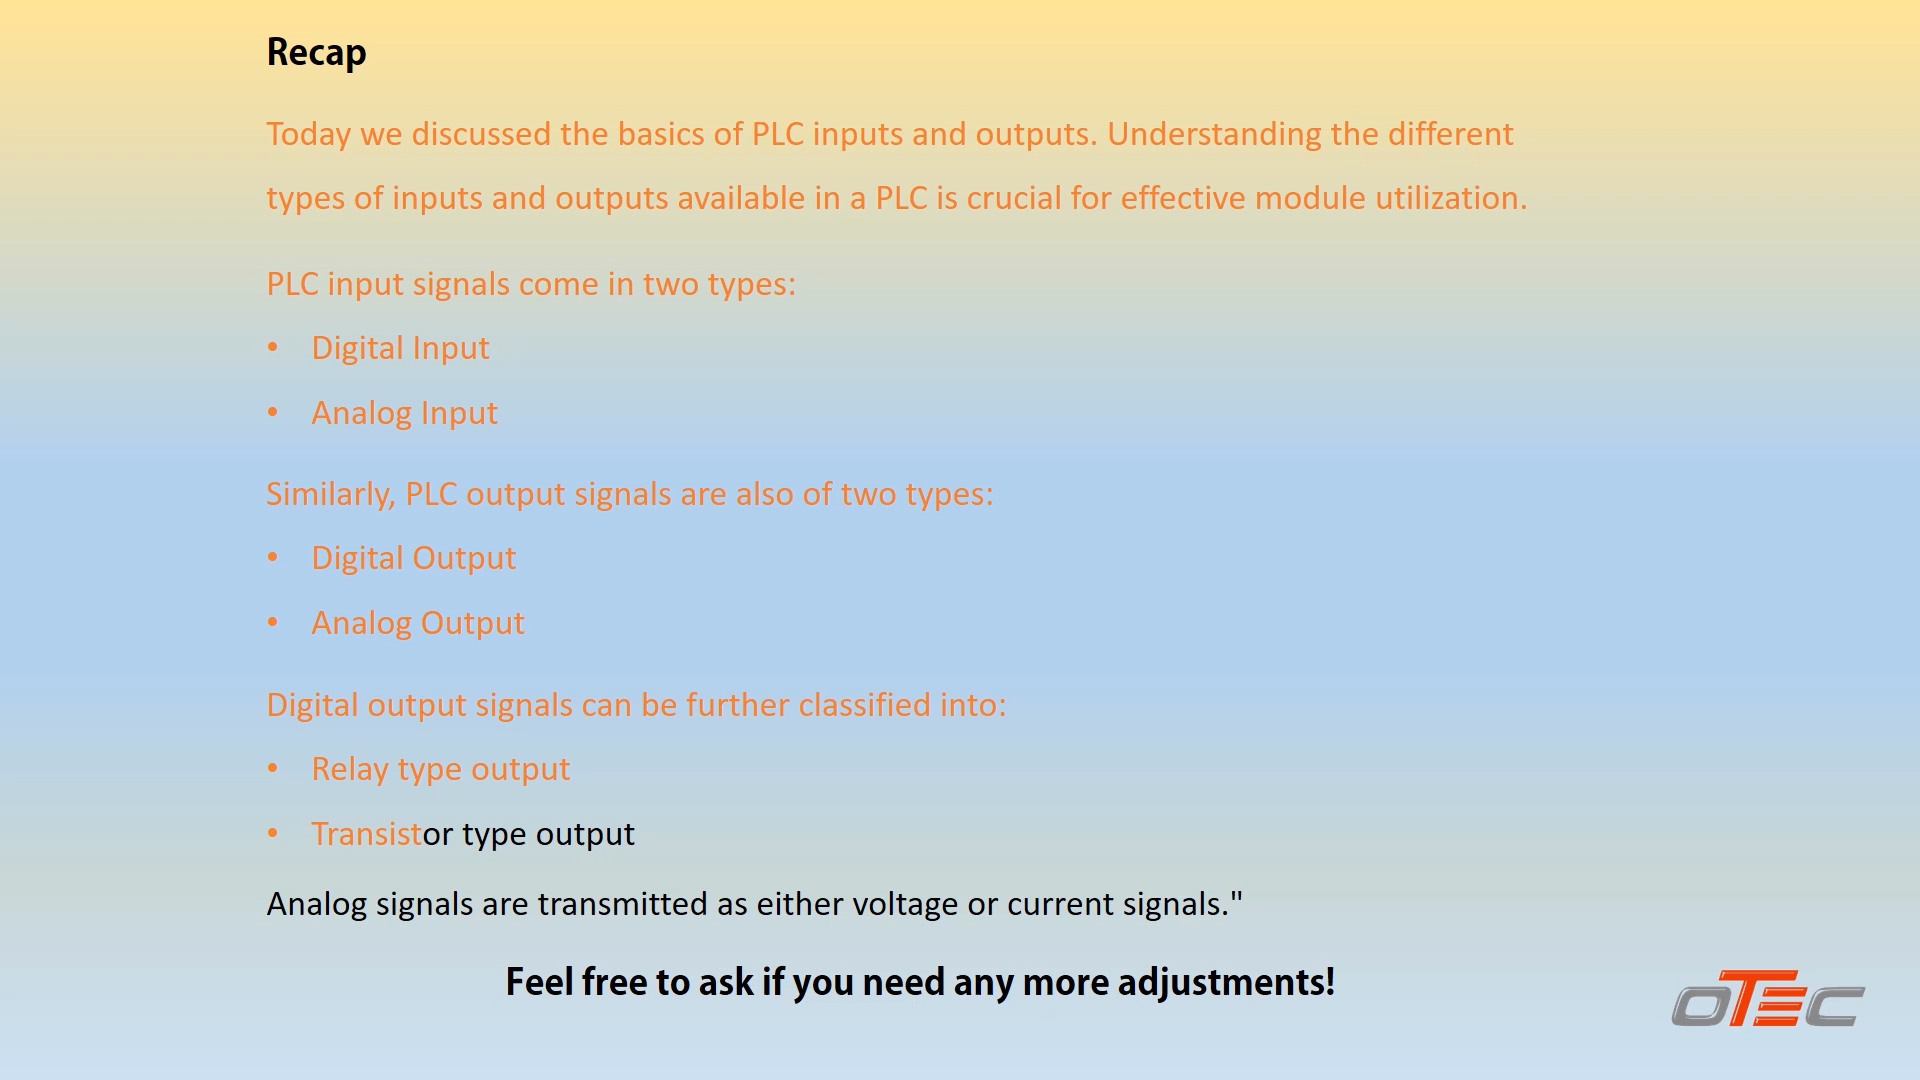 Recap
Today we discussed the basics of PLC inputs and outputs. Understanding the different
types of inputs and outputs available in a PLC is crucial for effective module utilization.
PLC input signals come in two types:
• Digital Input
• Analog Input
Similarly, PLC output signals are also of two types:
• Digital Output
• Analog Output
Digital output signals can be further classified into:
• Relay type output
• Transistor type output
Analog signals are transmitted as either voltage or current signals."
Feel free to ask if you need any more adjustments!
OTEC